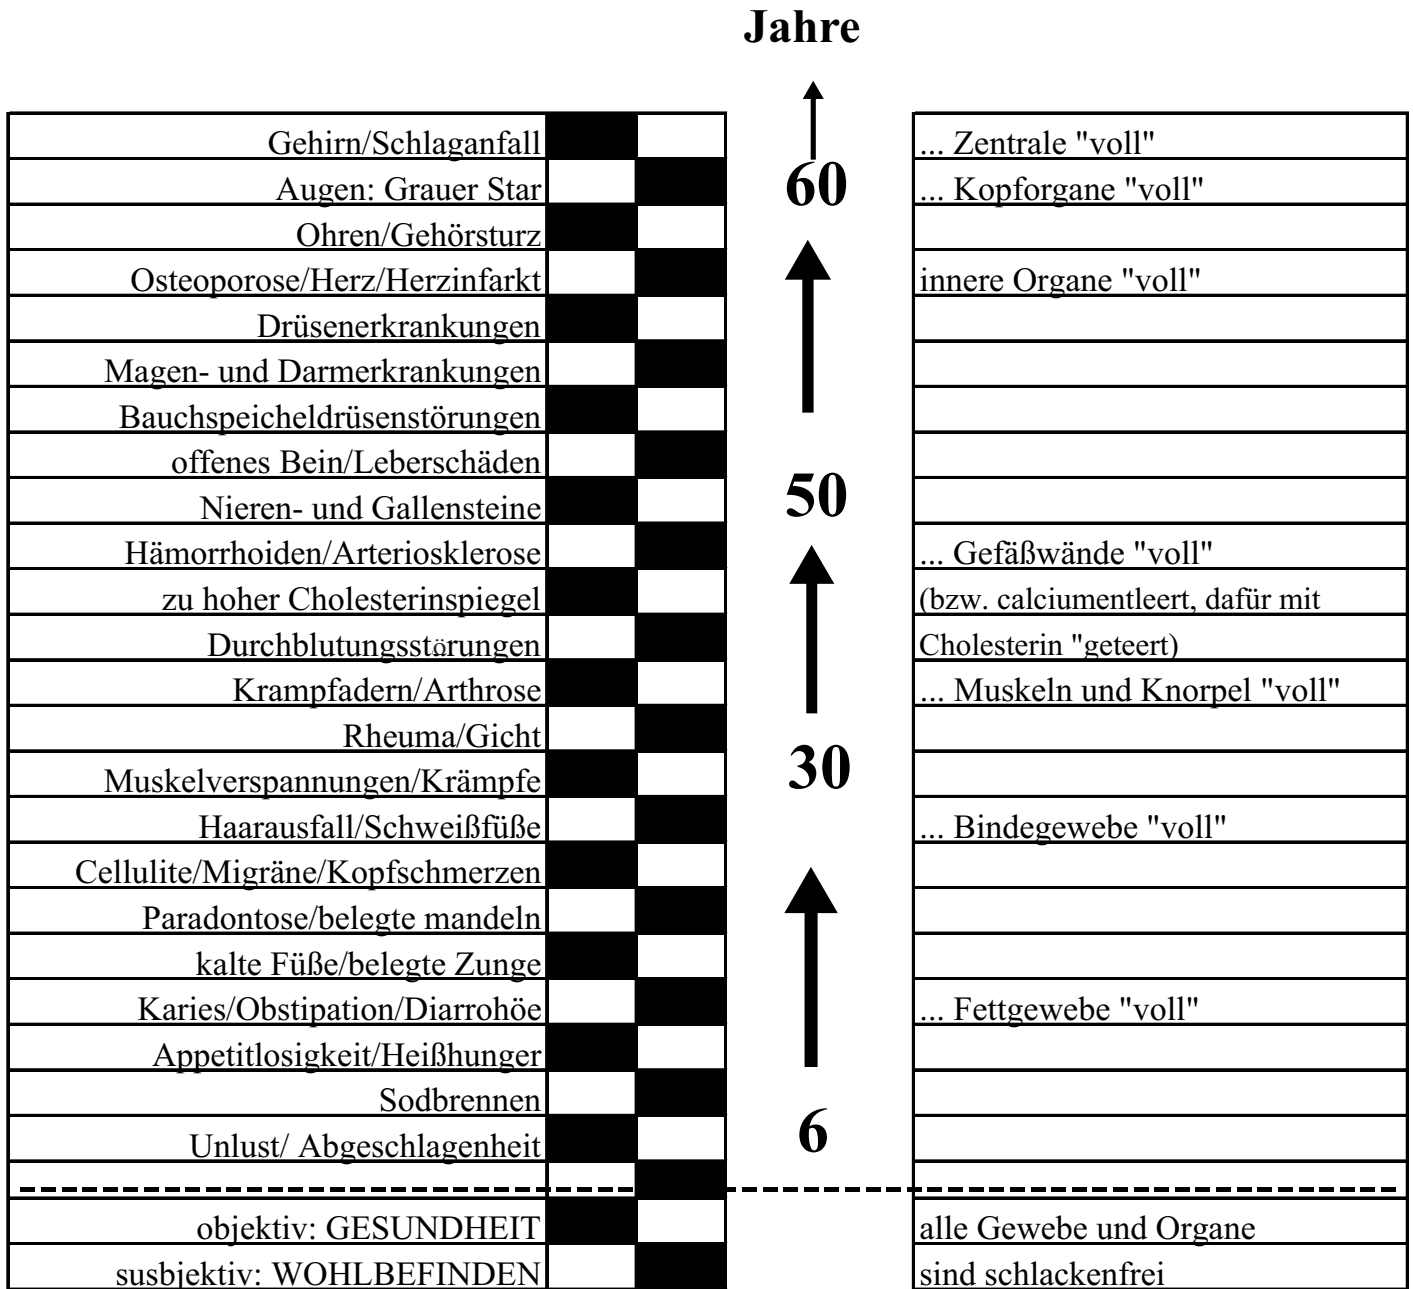 Jahre
Gehirn/Schlaganfall ... Zentrale "voll"
60
Augen: Grauer Star ... Kopforgane "voll"
Ohren/Gehörsturz
Osteoporose/Herz/Herzinfarkt innere Organe "voll"
Drüsenerkrankungen
Magen- und Darmerkrankungen
Bauchspeicheldrüsenstörungen
offenes Bein/Leberschäden
50
Nieren- und Gallensteine
Hämorrhoiden/Arteriosklerose ... Gefäßwände "voll"
zu hoher Cholesterinspiegel (bzw. calciumentleert, dafür mit
Durchblutungsstörungen Cholesterin "geteert)
Krampfadern/Arthrose ... Muskeln und Knorpel "voll"
Rheuma/Gicht
30
Muskelverspannungen/Krämpfe
Haarausfall/Schweißfüße ... Bindegewebe "voll"
Cellulite/Migräne/Kopfschmerzen
Paradontose/belegte mandeln
kalte Füße/belegte Zunge
Karies/Obstipation/Diarrohöe ... Fettgewebe "voll"
Appetitlosigkeit/Heißhunger
Sodbrennen
6
Unlust/ Abgeschlagenheit
objektiv: GESUNDHEIT alle Gewebe und Organe
susbjektiv: WOHLBEFINDEN sind schlackenfrei